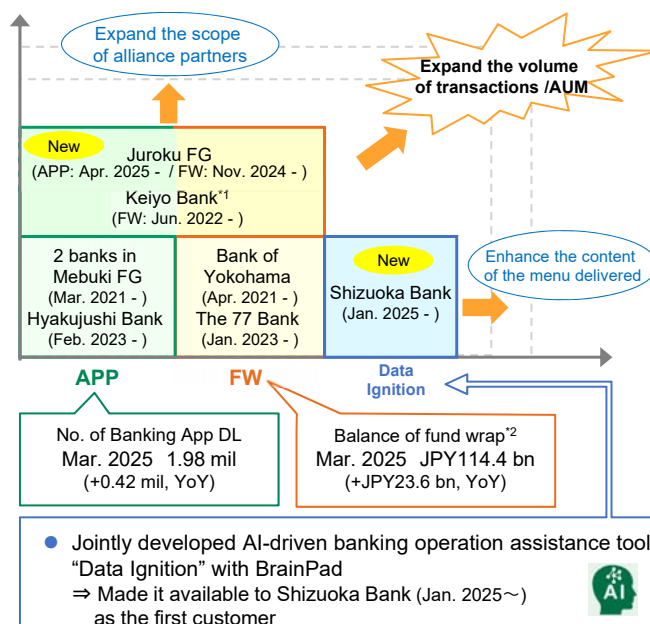 Expand the scope
of alliance partners
Expand the volume
of transactions /AUM
New
Juroku FG
(APP: Apr. 2025 - / FW: Nov. 2024 - )
Keiyo Bank*1
(FW: Jun. 2022 - )
2 banks in
Mebuki FG
(Mar. 2021 - )
Hyakujushi Bank
(Feb. 2023 - )
Bank of
Yokohama
(Apr. 2021 - )
The 77 Bank
(Jan. 2023 - )
New
Shizuoka Bank
(Jan. 2025 - )
Enhance the content
of the menu delivered
APP
FW
Data
Ignition
No. of Banking App DL
Mar. 2025 1.98 mil
(+0.42 mil, YoY)
Balance of fund wrap*2
Mar. 2025 JPY114.4 bn
(+JPY23.6 bn, YoY)
● Jointly developed AI-driven banking operation assistance tool
“Data Ignition” with BrainPad
⇒ Made it available to Shizuoka Bank (Jan. 2025～)
as the first customer
AI